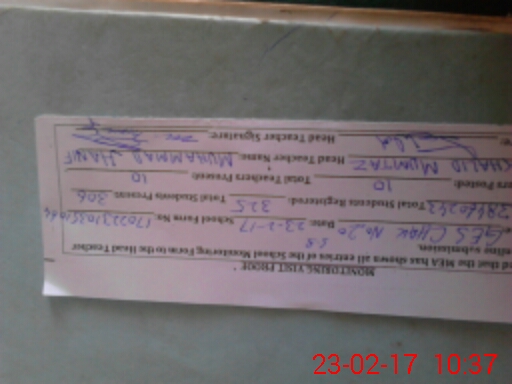 MONITORING VISIT PROOF
that the MEA has shown all entries of the School Monitoring the Form to the Head Teacher
line submission.
GES CHAK No. 20 Date: 23-2-17 School Form No:
Total Students Registered: 325 Total Students Present: 306
Posted: 10 Total Teachers Present: 10
KHALID MUMTAZ Head Teacher Name: MUHAMMAD HANIF
Head Teacher Signature:
23-02-17 10:37